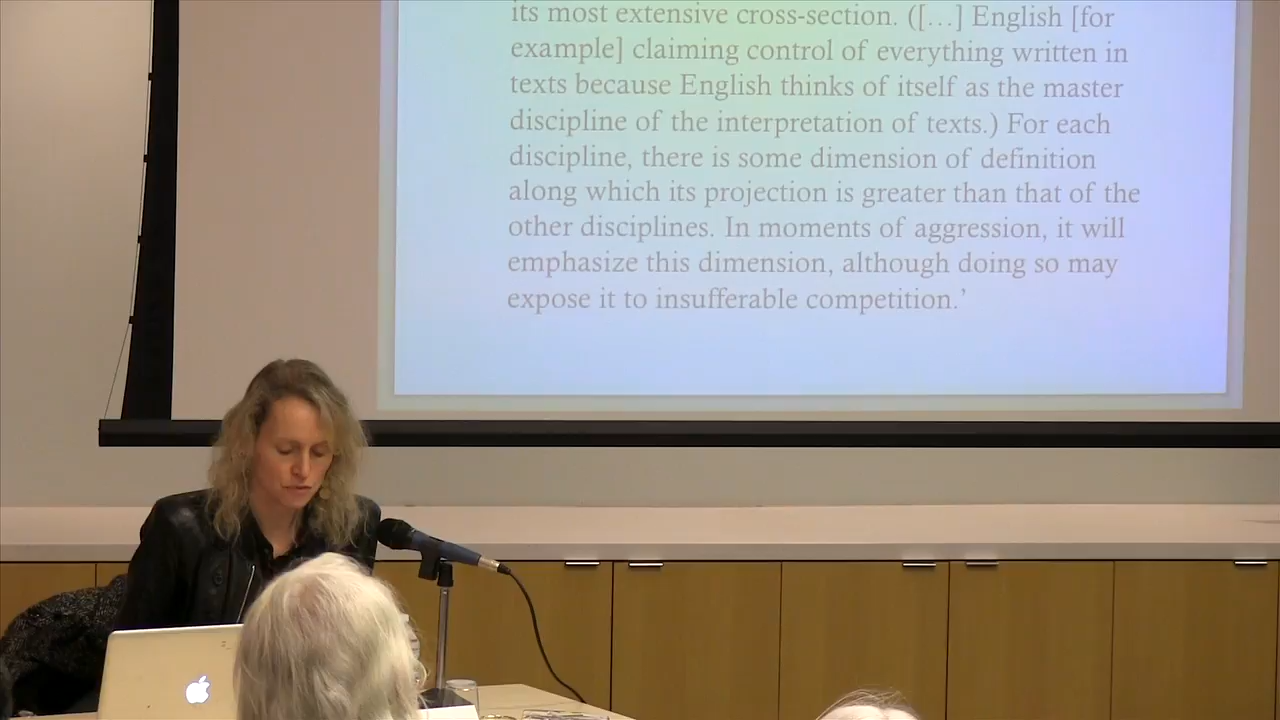 its most extensive cross-section. ([…] English [for
example] claiming control of everything written in
texts because English thinks of itself as the master
discipline of the interpretation of texts.) For each
discipline, there is some dimension of definition
along which its projection is greater than that of the
other disciplines. In moments of aggression, it will
emphasize this dimension, although doing so may
expose it to insufferable competition.’